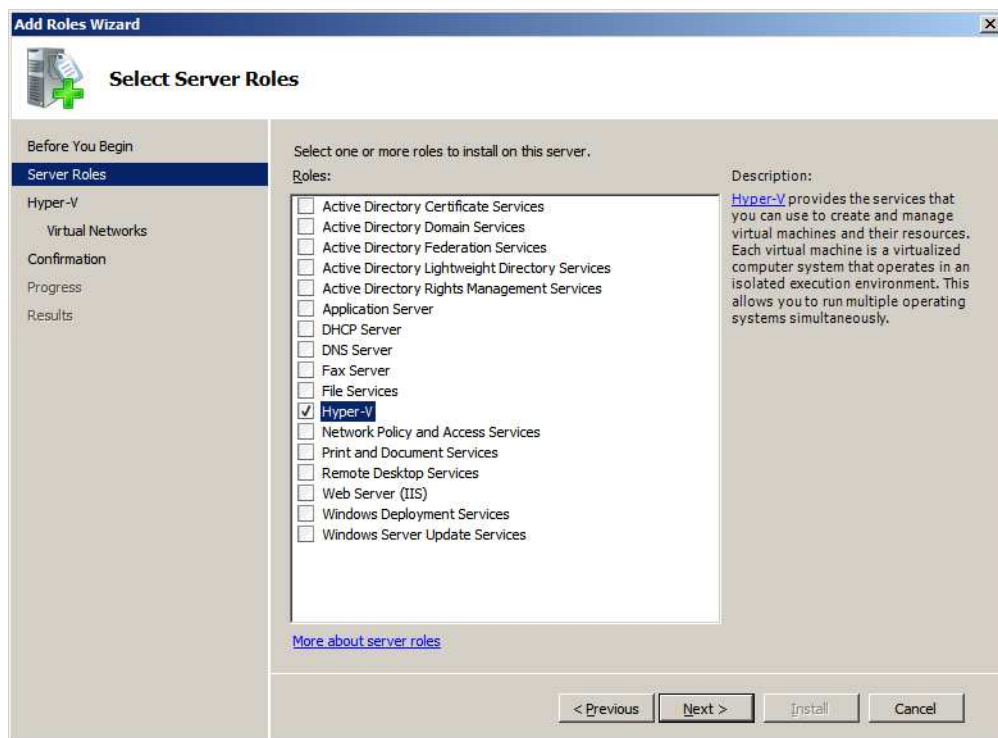 Add Roles Wizard
Select Server Roles
Before You Begin
Server Roles
Hyper-V
Virtual Networks
Confirmation
Progress
Results
Select one or more roles to install on this server.
Roles:
Active Directory Certificate Services
Active Directory Domain Services
Active Directory Federation Services
Active Directory Lightweight Directory Services
Active Directory Rights Management Services
Application Server
DHCP Server
DNS Server
Fax Server
File Services
Hyper-V
Network Policy and Access Services
Print and Document Services
Remote Desktop Services
Web Server (IIS)
Windows Deployment Services
Windows Server Update Services
More about server roles
Description:
Hyper-V provides the services that
you can use to create and manage
virtual machines and their resources.
Each virtual machine is a virtualized
computer system that operates in an
isolated execution environment. This
allows you to run multiple operating
systems simultaneously.
< Previous
Next >
Install
Cancel